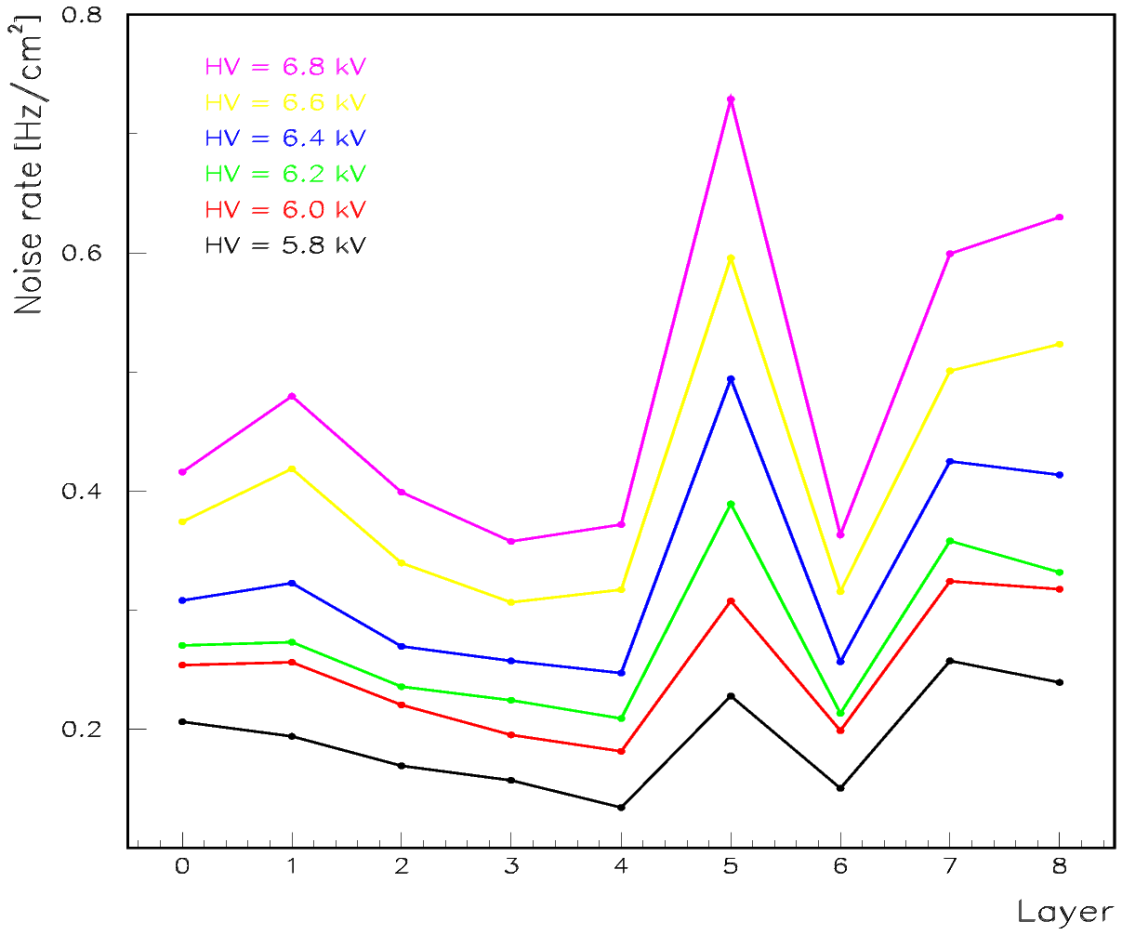 Noise rate [Hz/cm²]
0.8
0.6
0.4
0.2
HV = 6.8 kV
HV = 6.6 kV
HV = 6.4 kV
HV = 6.2 kV
HV = 6.0 kV
HV = 5.8 kV
0 1 2 3 4 5 6 7 8
Layer